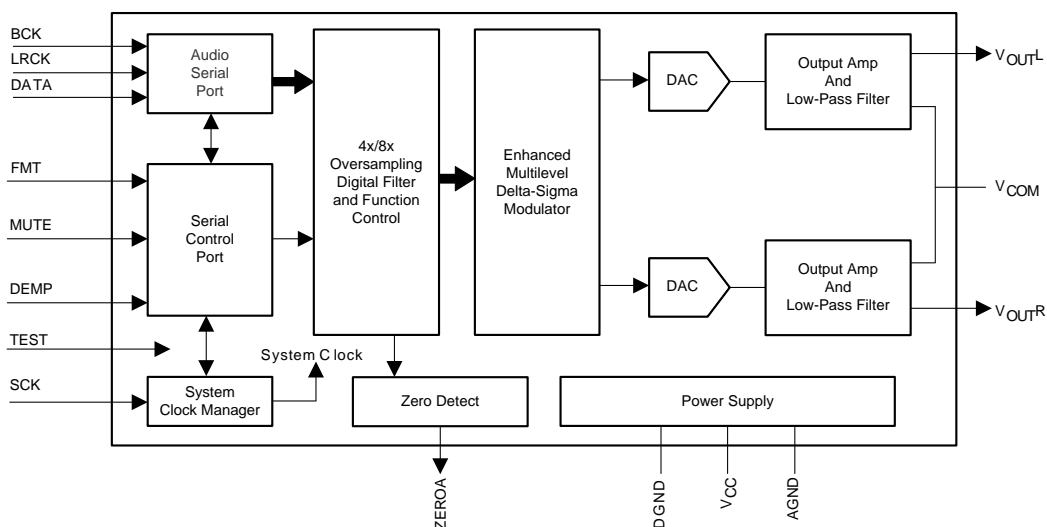 BCK
LRCK
DATA
Audio
Serial
Port
FMT
MUTE
DEMP
Serial
Control
Port
TEST
SCK
System
Clock Manager
System Clock
4x/8x
Oversampling
Digital Filter
and Function
Control
Enhanced
Multilevel
Delta-Sigma
Modulator
DAC
Output Amp
And
Low-Pass Filter
VOUTL
VCOM
DAC
Output Amp
And
Low-Pass Filter
VOUTR
Zero Detect
Power Supply
ZEROA
DGND
VCC
AGND